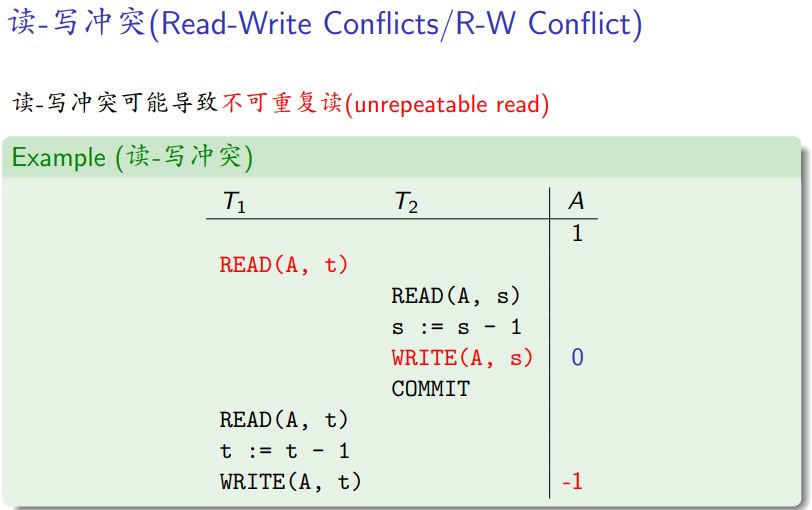 读-写冲突(Read-Write Conflicts/R-W Conflict)
读-写冲突可能导致不可重复读(unrepeatable read)
Example (读-写冲突)
T₁ T₂ A
1
READ(A, t)
READ(A, s)
s := s - 1
WRITE(A, s) 0
COMMIT
READ(A, t)
t := t - 1
WRITE(A, t) -1